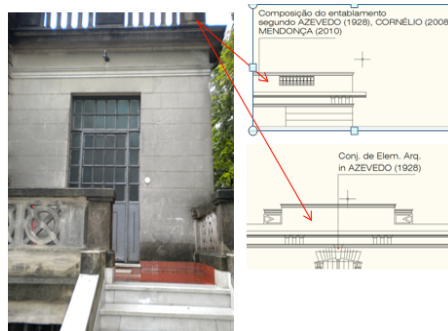 Composição do entablamento
segundo AZEVEDO (1928), CORNÉLIO (2008
MENDONÇA (2010)
Conj. de Elem. Arq.
in AZEVEDO (1928)